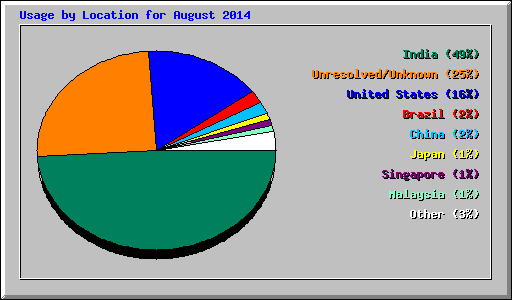 Usage by Location for August 2014
India (49%)
Unresolved/Unknown (25%)
United States (16%)
Brazil (2%)
China (2%)
Japan (1%)
Singapore (1%)
Malaysia (1%)
Other (3%)